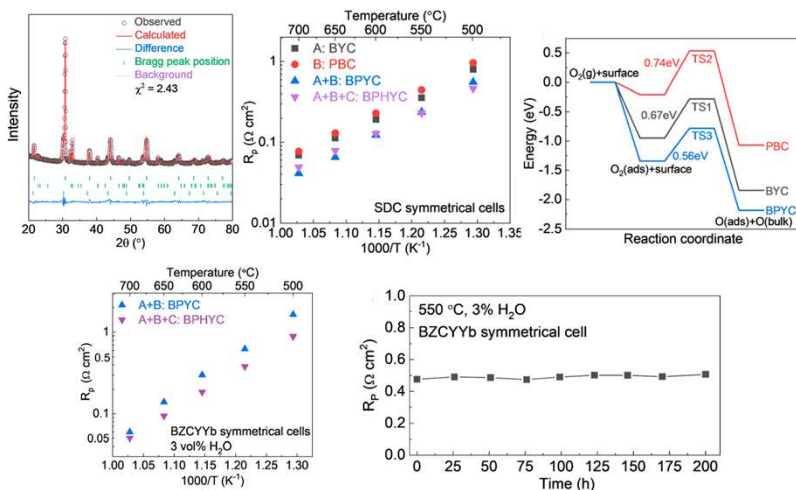 Observed
Calculated
Difference
Bragg peak position
Background
χ² = 2.43
Intensity
20 30 40 50 60 70 80
2θ (°)
Temperature (°C)
700 650 600 550 500
A: BYC
B: PBC
A+B: BPYC
A+B+C: BPHYC
1
0.1
0.01
Rp (Ω cm²)
SDC symmetrical cells
1.00 1.05 1.10 1.15 1.20 1.25 1.30 1.35
1000/T (K⁻¹)
1.0
0.5
0.0
-0.5
-1.0
-1.5
-2.0
-2.5
Energy (eV)
O₂(g)+surface
0.74eV
TS2
0.67eV
TS1
TS3
0.56eV
O₂(ads)+surface
PBC
BYC
BPYC
O(ads)+O(bulk)
Reaction coordinate
Temperature (°C)
700 650 600 550 500
A+B: BPYC
A+B+C: BPHYC
1
0.5
0.1
0.05
Rp (Ω cm²)
BZCYYb symmetrical cells
3 vol% H₂O
1.00 1.05 1.10 1.15 1.20 1.25 1.30
1000/T (K⁻¹)
1.0
0.8
0.6
0.4
0.2
0.0
RP (Ω cm²)
550 °C, 3% H₂O
BZCYYb symmetrical cell
0 25 50 75 100 125 150 175 200
Time (h)